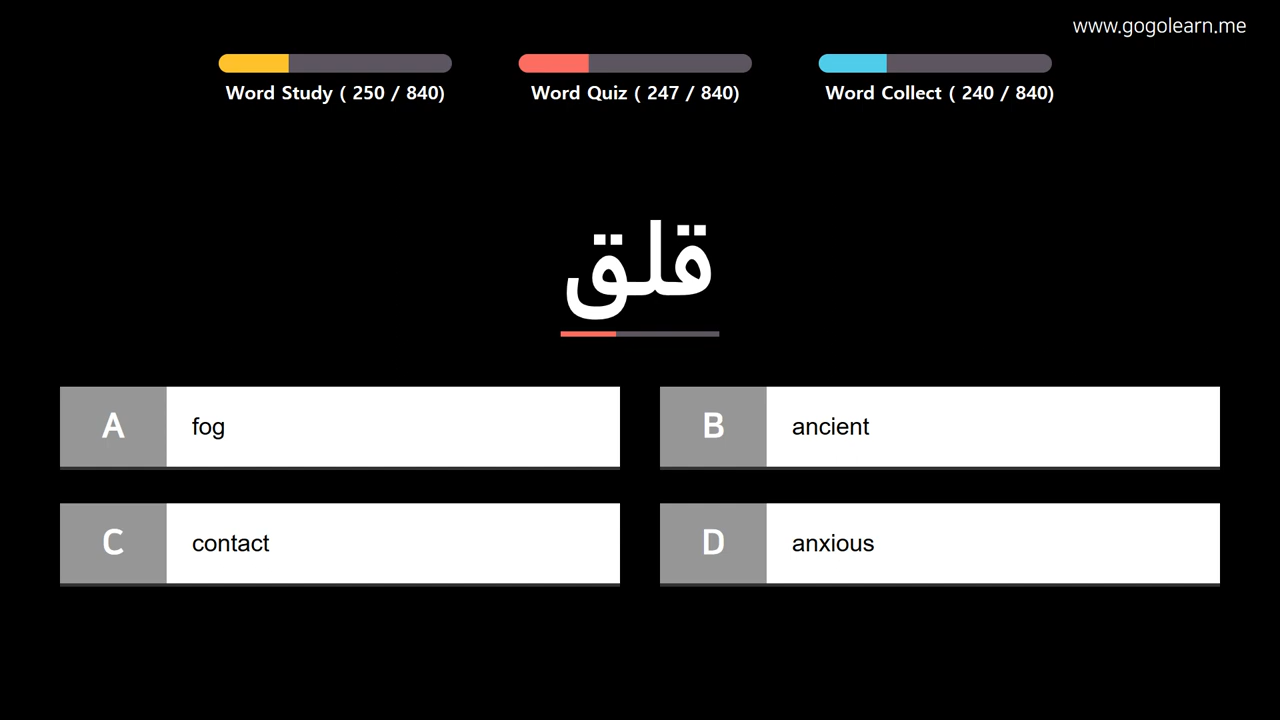 www.gogolearn.me
Word Study ( 250 / 840)
Word Quiz ( 247 / 840)
Word Collect ( 240 / 840)
قلق
A fog
B ancient
C contact
D anxious